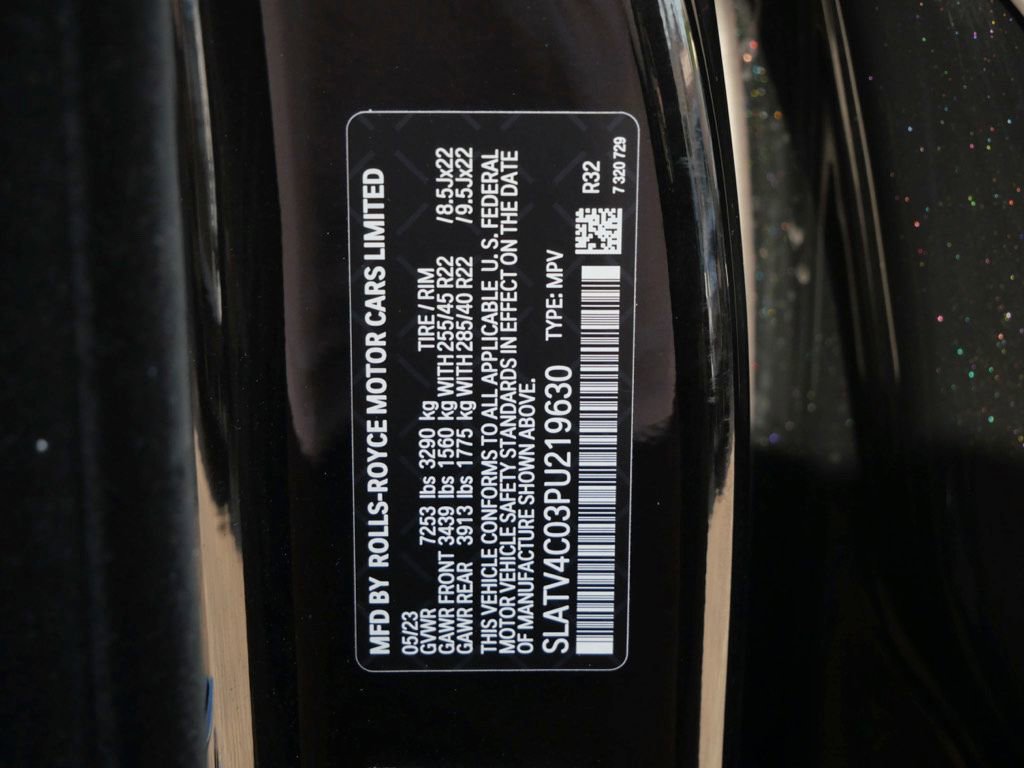 MFD BY ROLLS-ROYCE MOTOR CARS LIMITED
05/23
GVWR 7253 lbs 3290 kg TIRE / RIM
GAWR FRONT 3439 lbs 1560 kg WITH 255/45 R22 /8.5Jx22
GAWR REAR 3913 lbs 1775 kg WITH 285/40 R22 /9.5Jx22
THIS VEHICLE CONFORMS TO ALL APPLICABLE U. S. FEDERAL
MOTOR VEHICLE SAFETY STANDARDS IN EFFECT ON THE DATE
OF MANUFACTURE SHOWN ABOVE.
SLATV4C03PU219630 TYPE: MPV
R32
7 320 729